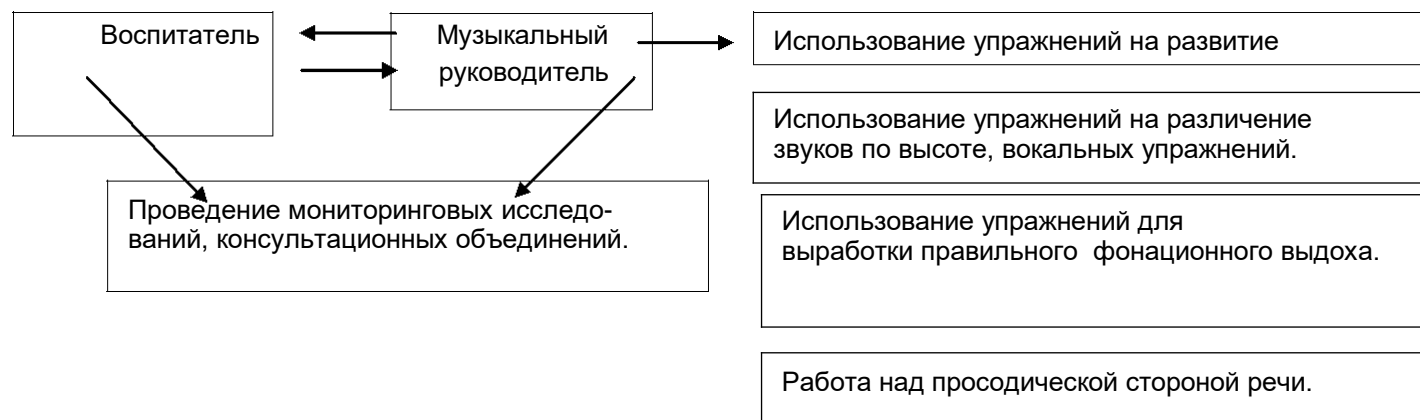 Воспитатель
Музыкальный
руководитель
Использование упражнений на развитие
Использование упражнений на различение
звуков по высоте, вокальных упражнений.
Проведение мониторинговых исследо-
ваний, консультационных объединений.
Использование упражнений для
выработки правильного фонационного выдоха.
Работа над просодической стороной речи.